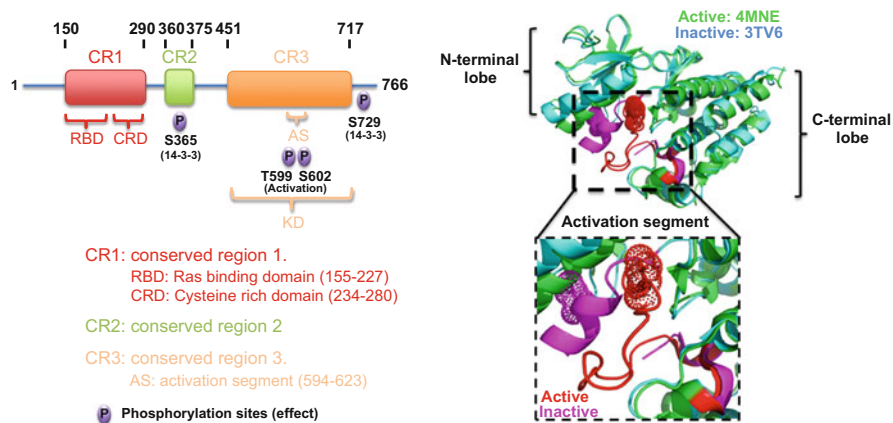 150 290 360 375 451 717
CR1 CR2 CR3
1 766
RBD CRD
P
S365
(14-3-3)
AS
P
S729
(14-3-3)
P P
T599 S602
(Activation)
KD
CR1: conserved region 1.
RBD: Ras binding domain (155-227)
CRD: Cysteine rich domain (234-280)
CR2: conserved region 2
CR3: conserved region 3.
AS: activation segment (594-623)
P Phosphorylation sites (effect)
Active: 4MNE
Inactive: 3TV6
N-terminal
lobe
C-terminal
lobe
Activation segment
Active
Inactive